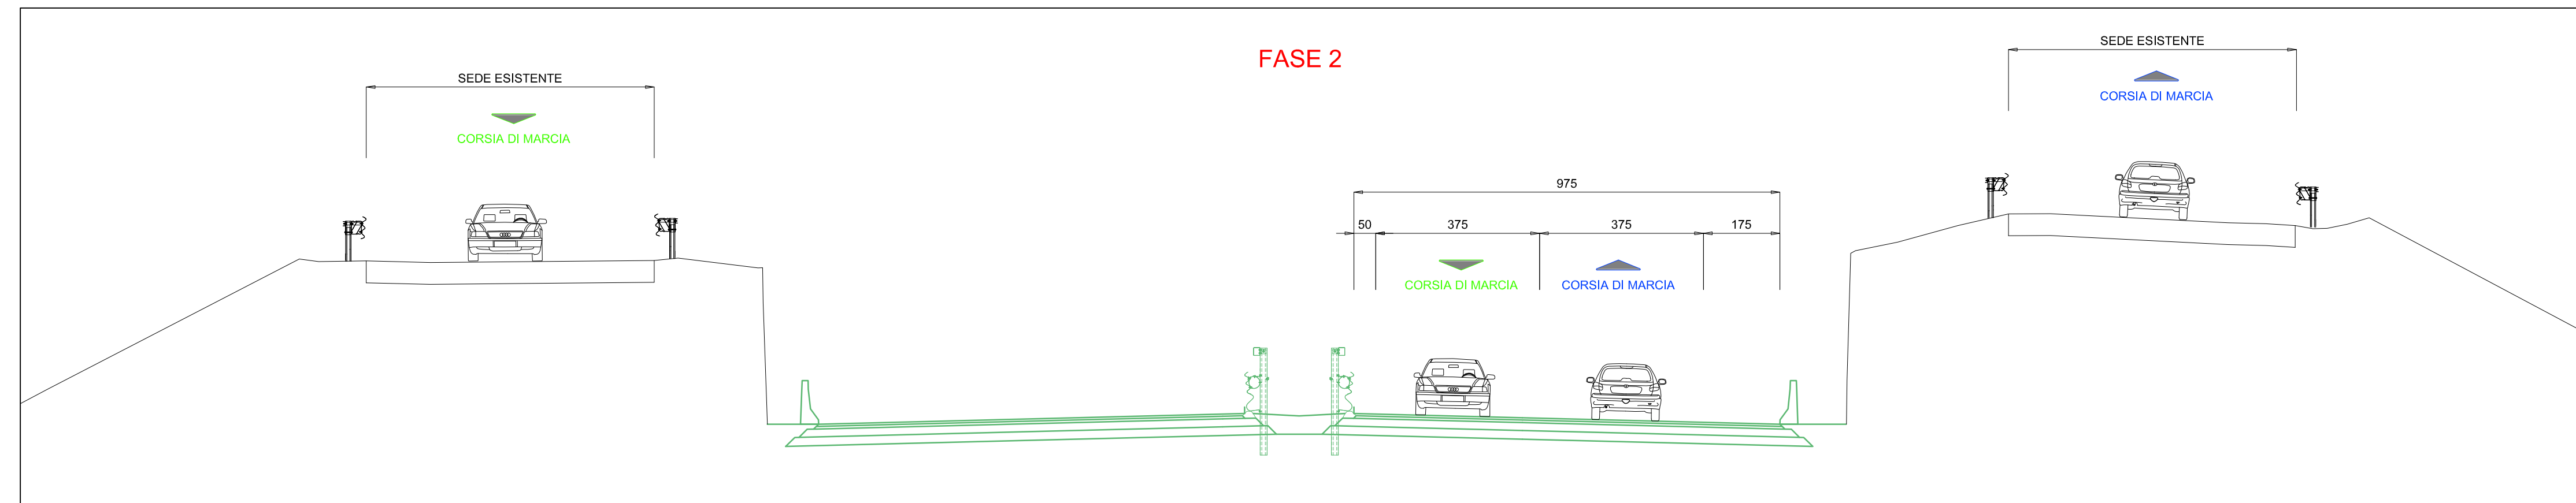 FASE 2
SEDE ESISTENTE
CORSIA DI MARCIA
SEDE ESISTENTE
CORSIA DI MARCIA
975
50 375 375 175
CORSIA DI MARCIA CORSIA DI MARCIA